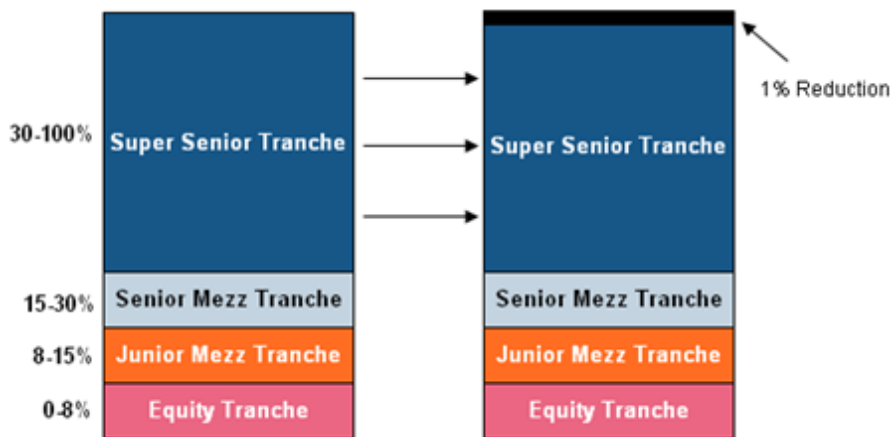 1% Reduction
30-100%
Super Senior Tranche
Super Senior Tranche
15-30%
Senior Mezz Tranche
Senior Mezz Tranche
8-15%
Junior Mezz Tranche
Junior Mezz Tranche
0-8%
Equity Tranche
Equity Tranche